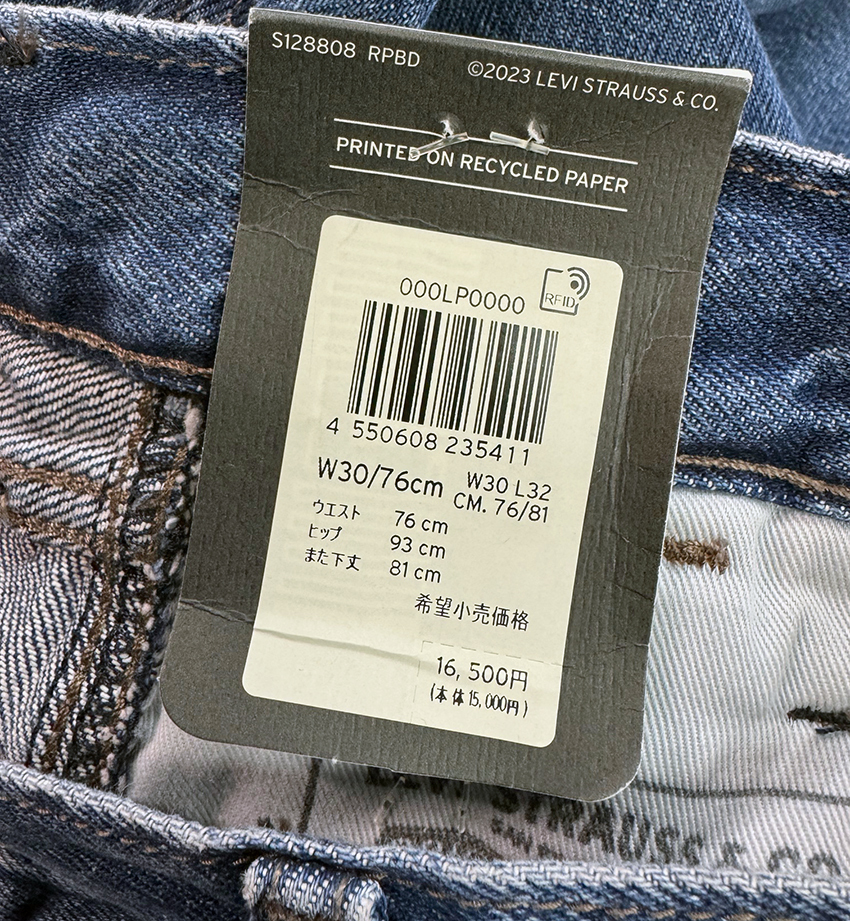 S128808 RPBD
©2023 LEVI STRAUSS & CO.
PRINTED ON RECYCLED PAPER
000LP0000
RFID
4 550608 235411
W30/76cm
W30 L32
CM. 76/81
ウエスト 76 cm
ヒップ 93 cm
また下丈 81 cm
希望小売価格
16,500円
(本体15,000円)
STRAUSS & CO